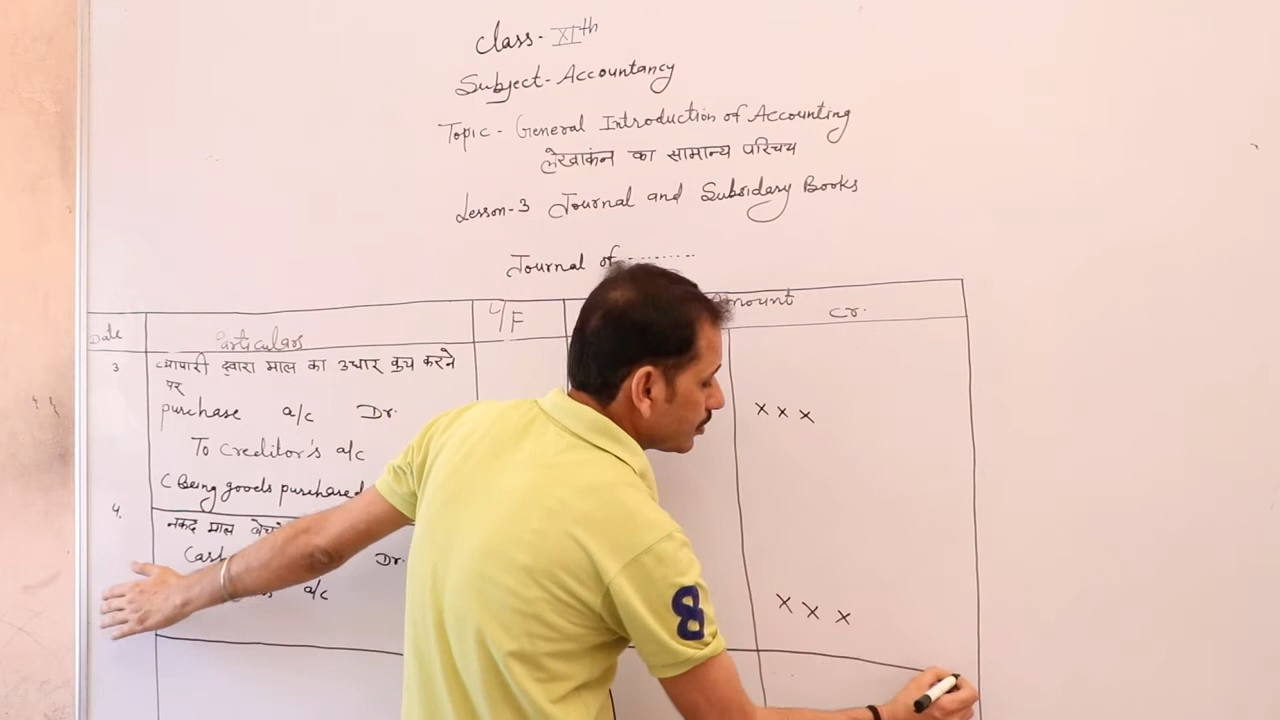 Class- XIth
Subject-Accountancy
Topic- General Introduction of Accounting
लेखाकंन का सामान्य परिचय
Lesson-3 Journal and Subsidary Books
Journal of ..........
Date Particulars L/F Amount
Cr.
3 व्यापारी द्वारा माल का उधार क्रय करने
पर
purchase a/c Dr. x x x
To creditor's a/c
(Being goods purchased
4. नकद माल
Dr.
a/c x x x
8